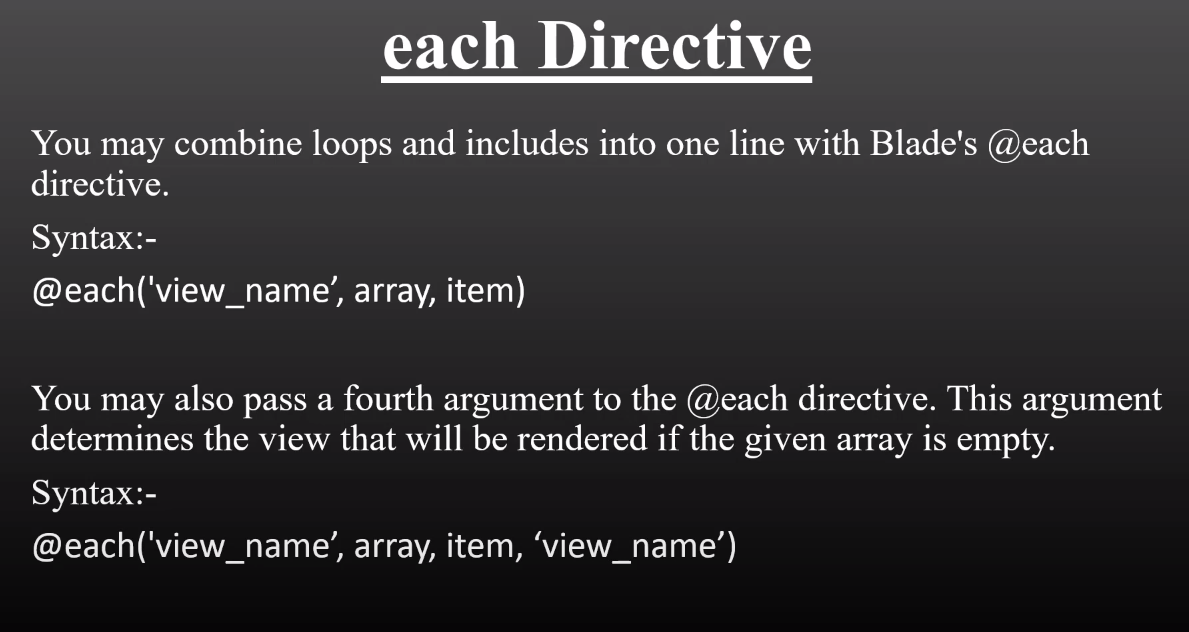 each Directive
You may combine loops and includes into one line with Blade's @each
directive.
Syntax:-
@each('view_name’, array, item)
You may also pass a fourth argument to the @each directive. This argument
determines the view that will be rendered if the given array is empty.
Syntax:-
@each('view_name’, array, item, ‘view_name’)